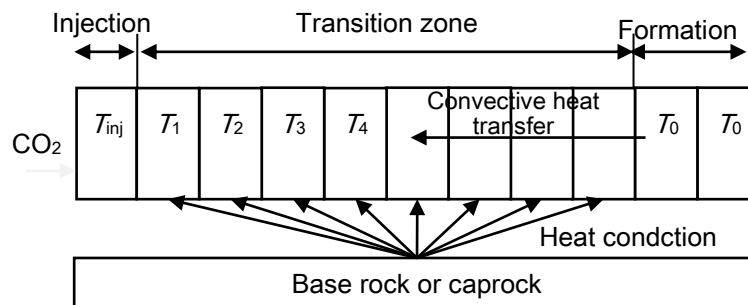 Injection Transition zone Formation
Convective heat
transfer
Tinj T1 T2 T3 T4 T0 T0
CO2
Heat condction
Base rock or caprock